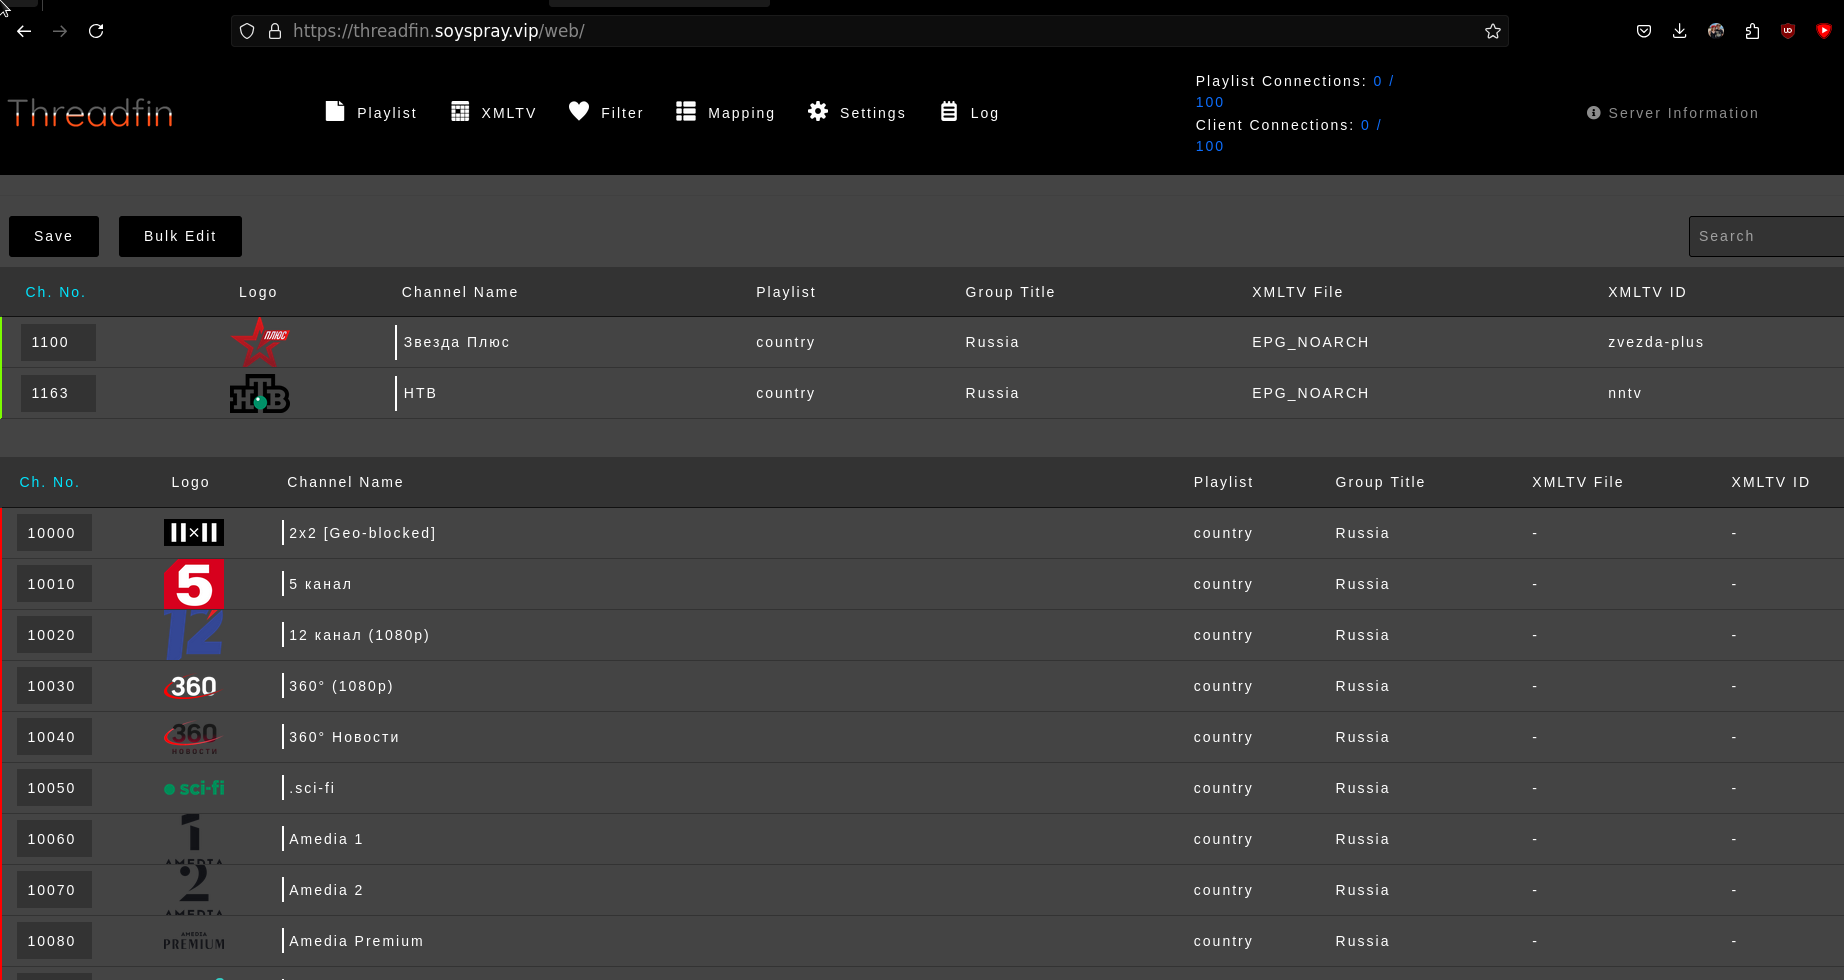 https://threadfin.soyspray.vip/web/
Threadfin
Playlist
XMLTV
Filter
Mapping
Settings
Log
Playlist Connections: 0 /
100
Client Connections: 0 /
100
Server Information
Save
Bulk Edit
Search
Ch. No. Logo Channel Name Playlist Group Title XMLTV File XMLTV ID
1100 ПЛЮС Звезда Плюс country Russia EPG_NOARCH zvezda-plus
1163 НТВ НТВ country Russia EPG_NOARCH nntv
Ch. No. Logo Channel Name Playlist Group Title XMLTV File XMLTV ID
10000 2x2 [Geo-blocked] country Russia - -
10010 5 5 канал country Russia - -
10020 12 12 канал (1080p) country Russia - -
10030 360 360° (1080p) country Russia - -
10040 360 НОВОСТИ 360° Новости country Russia - -
10050 sci-fi .sci-fi country Russia - -
10060 1 AMEDIA Amedia 1 country Russia - -
10070 2 AMEDIA Amedia 2 country Russia - -
10080 AMEDIA PREMIUM Amedia Premium country Russia - -